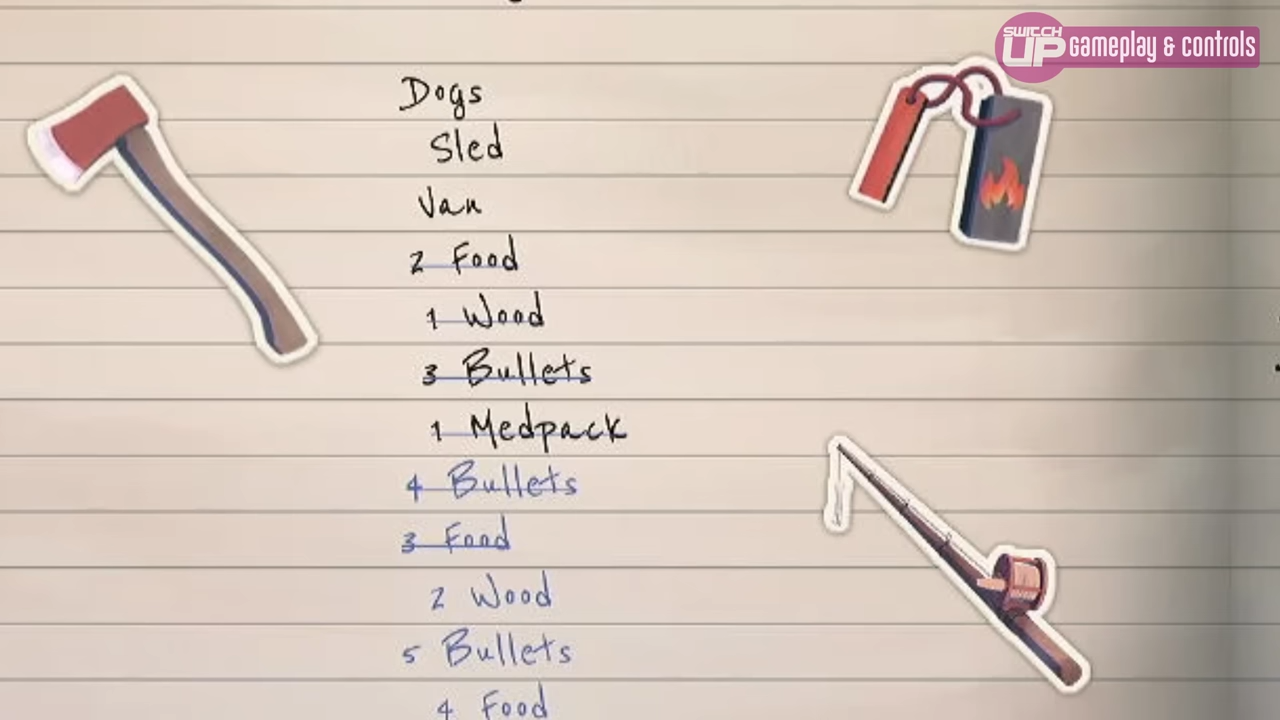 SWITCH UP gameplay & controls
Dogs
Sled
Van
2 Food
1 Wood
3 Bullets
1 Medpack
4 Bullets
3 Food
2 Wood
5 Bullets
4 Food